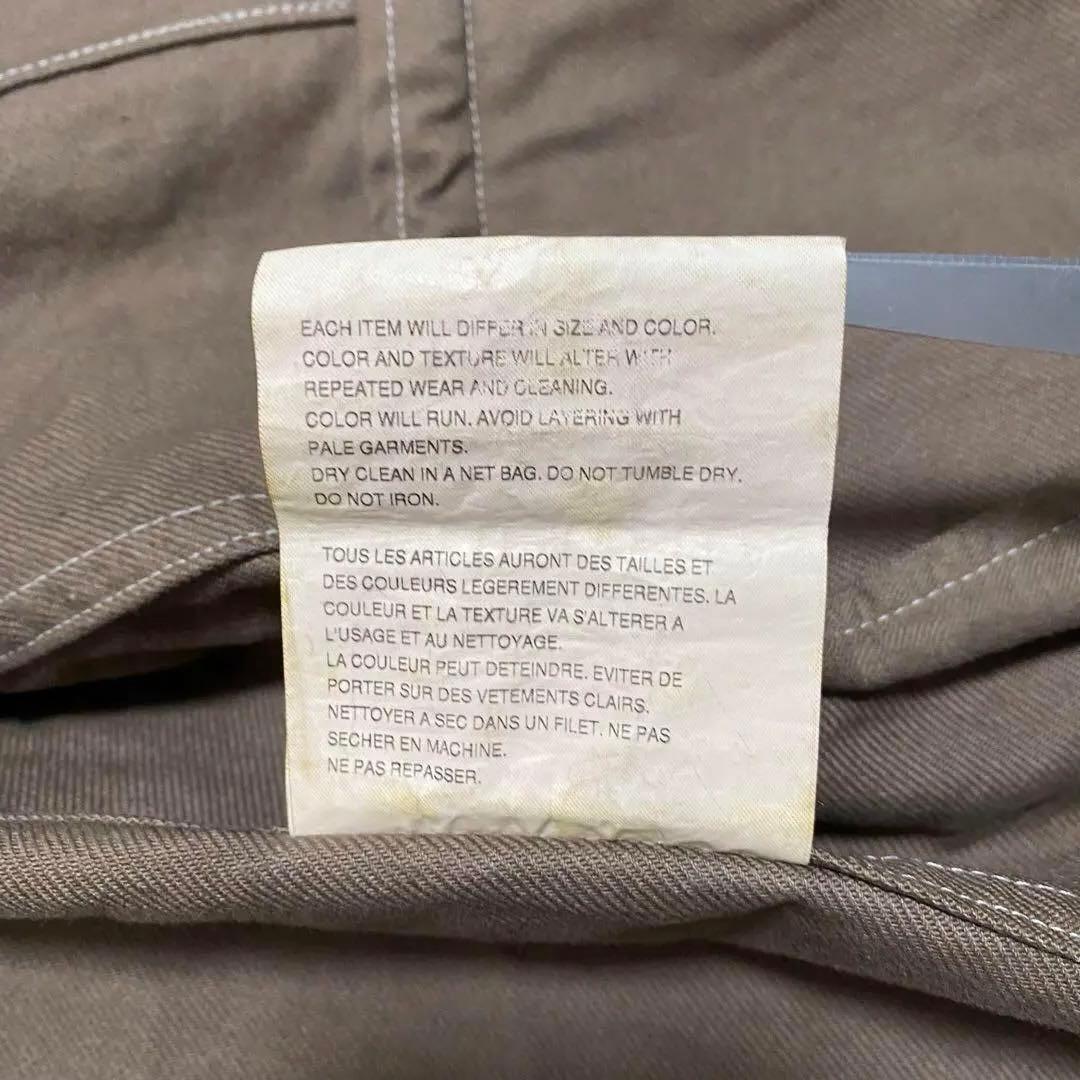 EACH ITEM WILL DIFFER IN SIZE AND COLOR.
COLOR AND TEXTURE WILL ALTER WITH
REPEATED WEAR AND CLEANING.
COLOR WILL RUN. AVOID LAYERING WITH
PALE GARMENTS.
DRY CLEAN IN A NET BAG. DO NOT TUMBLE DRY.
DO NOT IRON.
TOUS LES ARTICLES AURONT DES TAILLES ET
DES COULEURS LEGEREMENT DIFFERENTES. LA
COULEUR ET LA TEXTURE VA S'ALTERER A
L'USAGE ET AU NETTOYAGE.
LA COULEUR PEUT DETEINDRE. EVITER DE
PORTER SUR DES VETEMENTS CLAIRS.
NETTOYER A SEC DANS UN FILET. NE PAS
SECHER EN MACHINE.
NE PAS REPASSER.